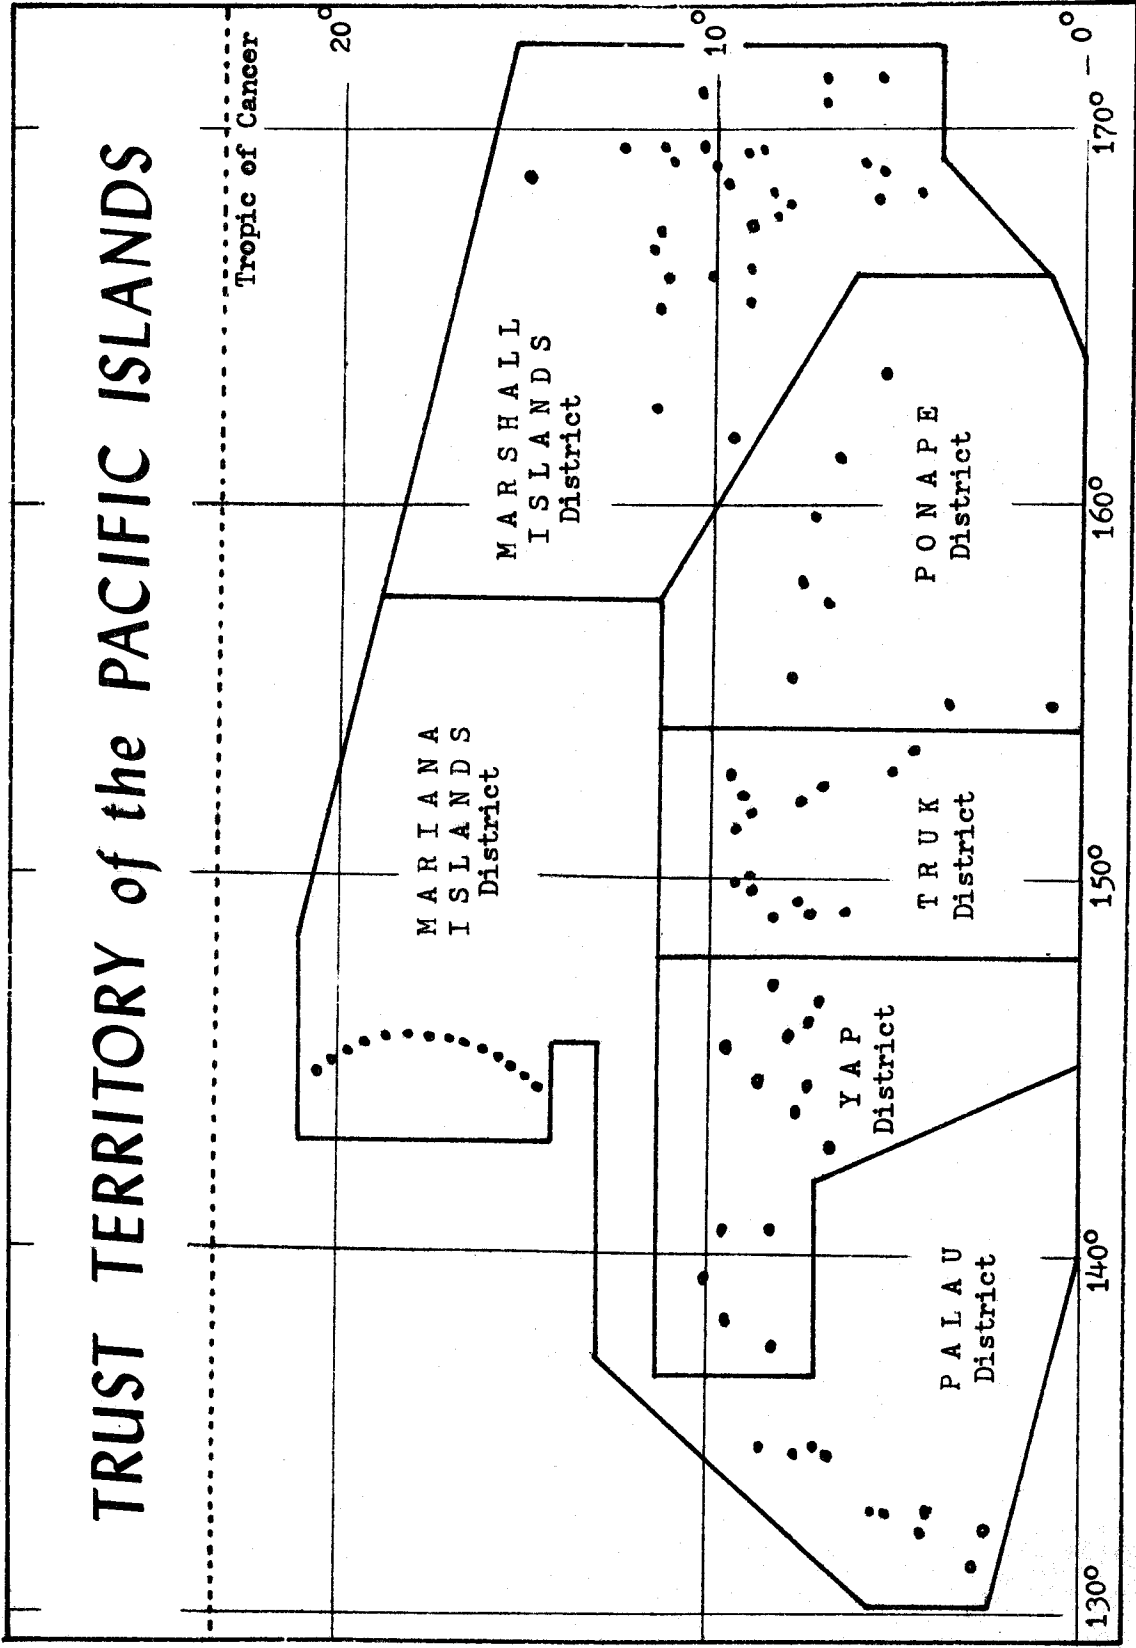 TRUST TERRITORY of the PACIFIC ISLANDS
Tropic of Cancer
20°
MARIANA
ISLANDS
District
MARSHALL
ISLANDS
District
10°
YAP
District
TRUK
District
PONAPE
District
PALAU
District
0°
130°
140°
150°
160°
170°